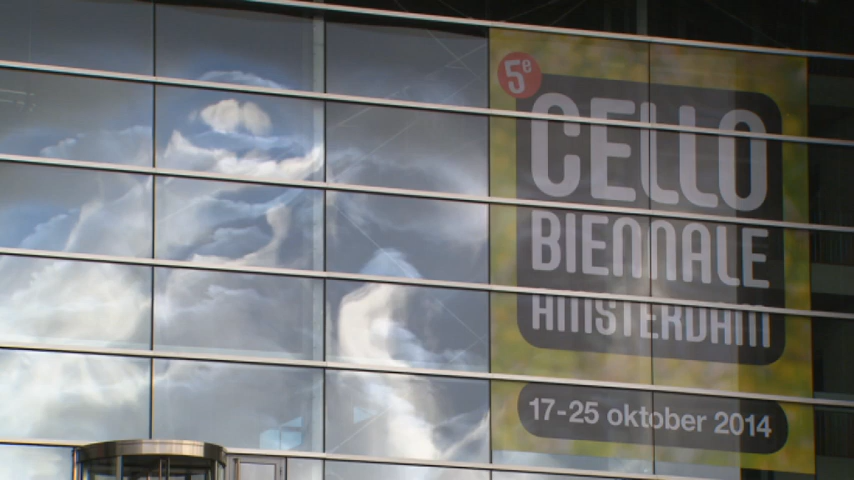 5e
CELLO
BIENNALE
AMSTERDAM
17-25 oktober 2014